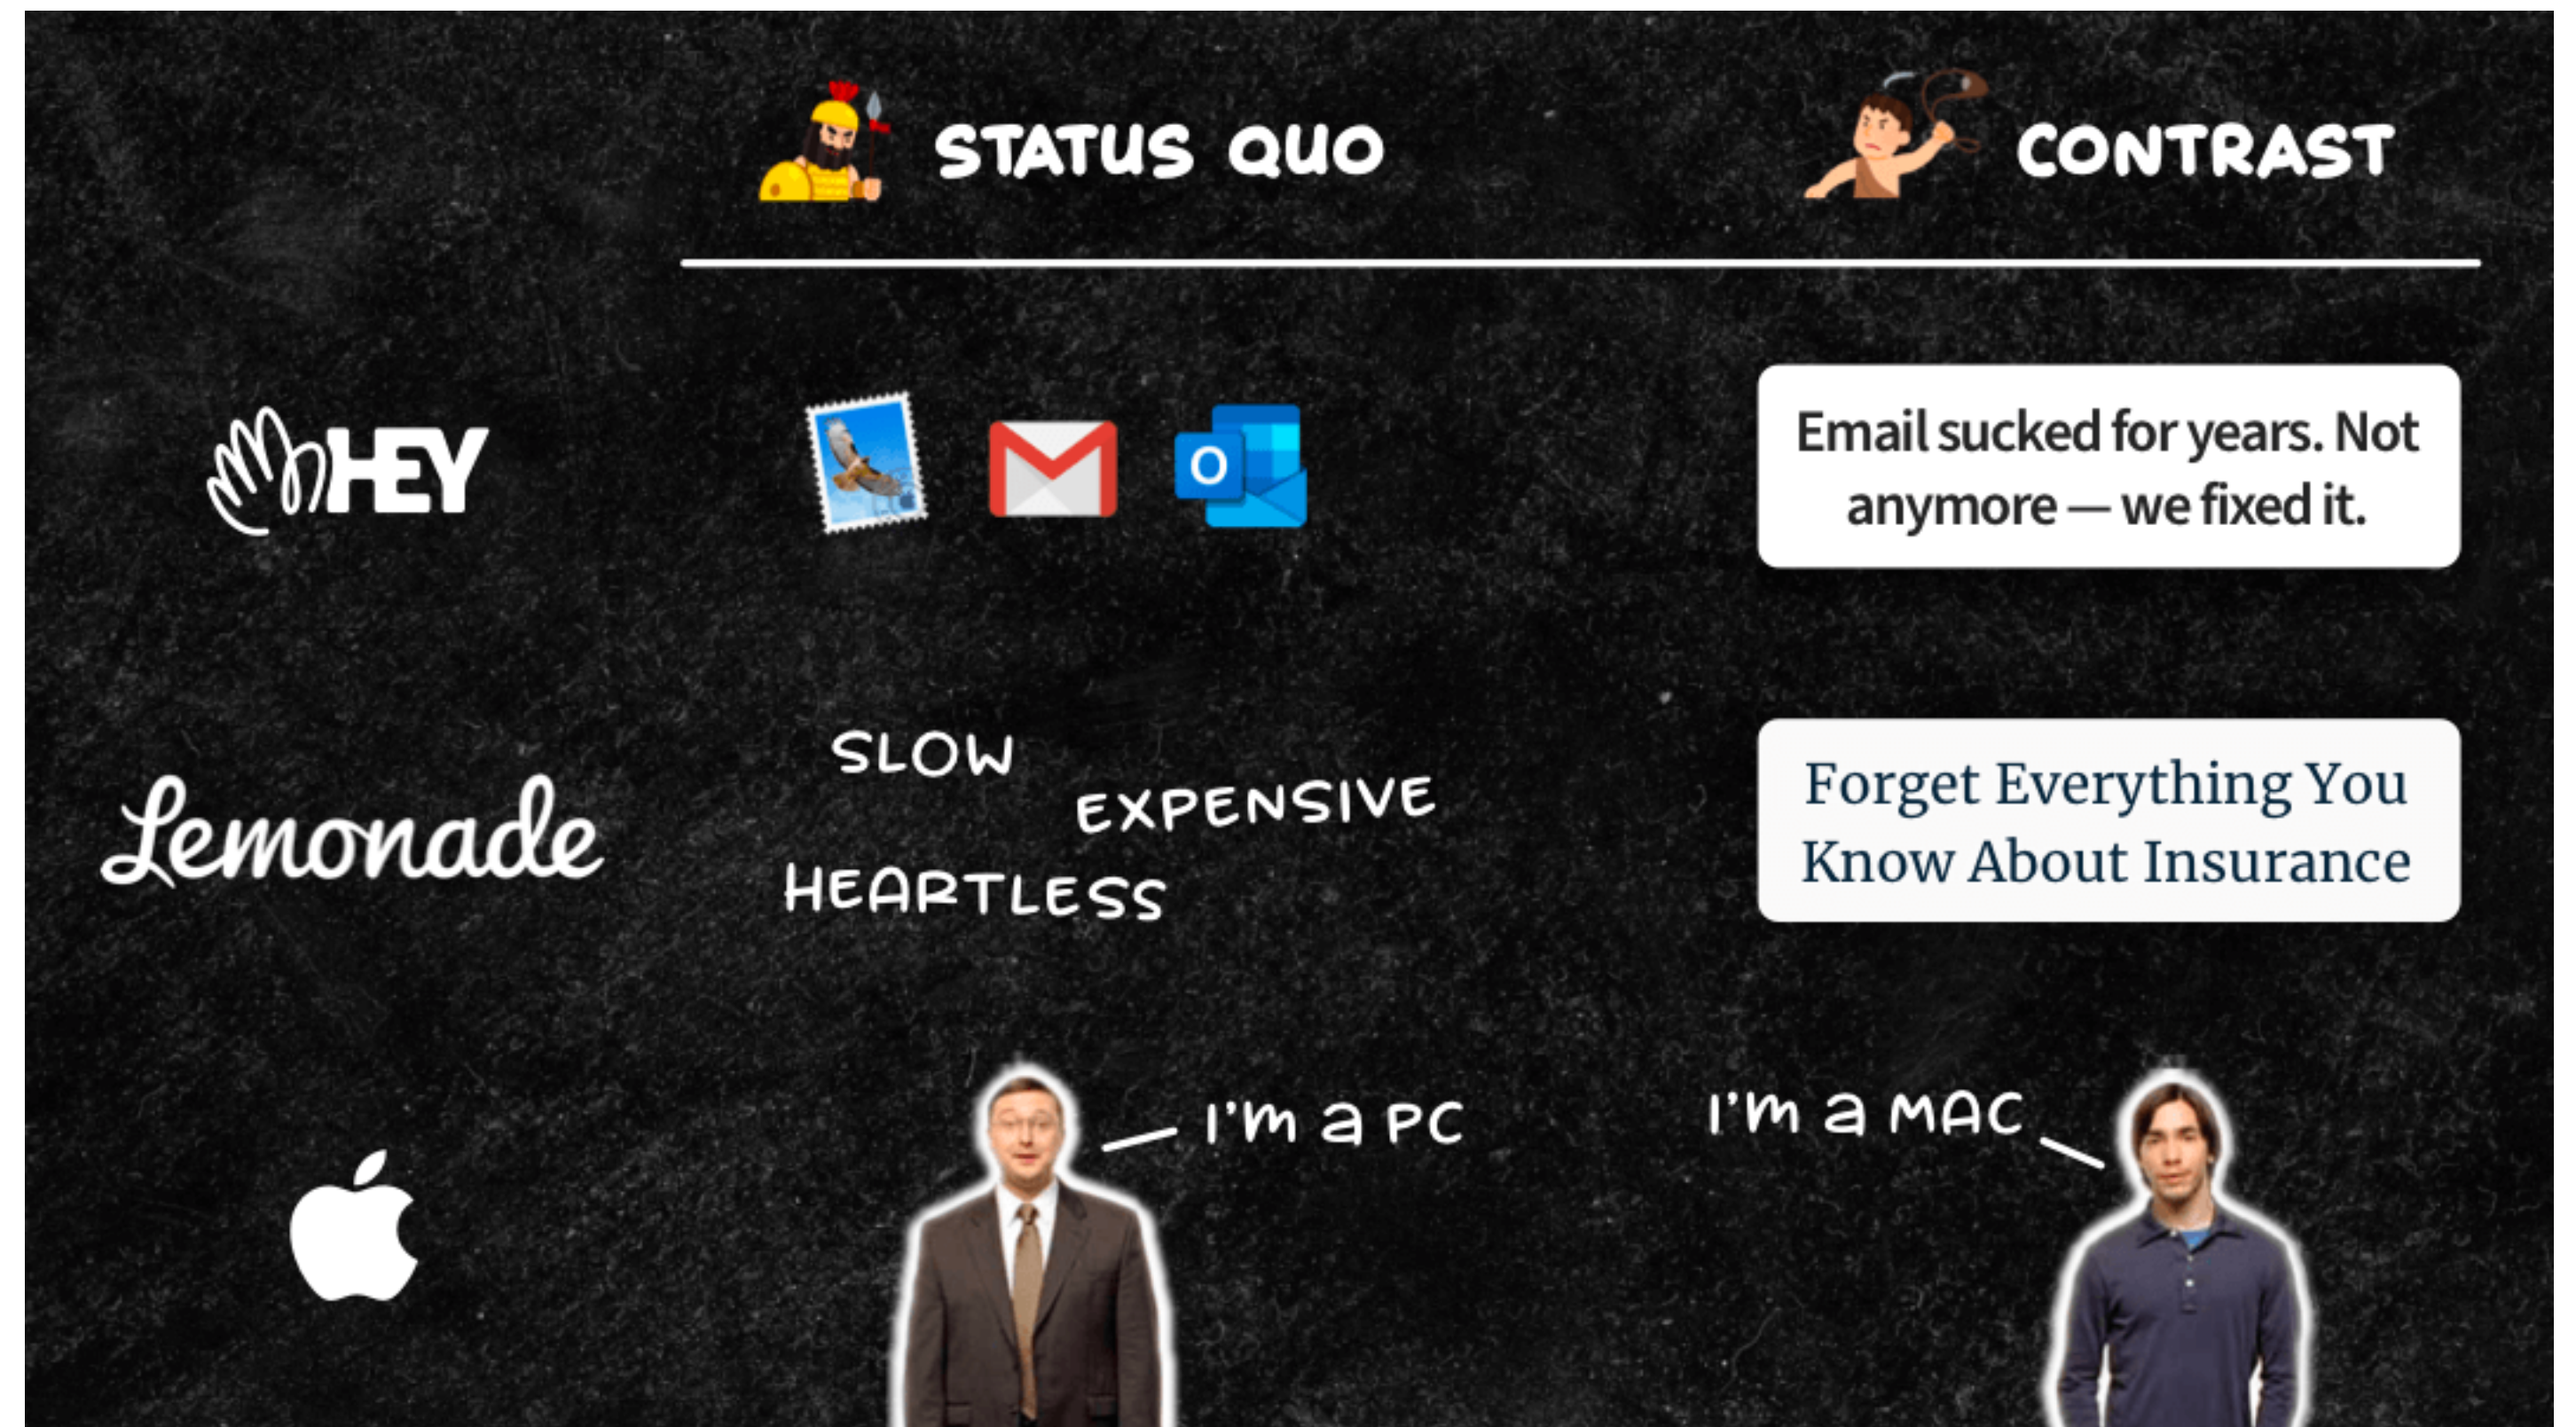 STATUS QUO
CONTRAST
HEY
O
Email sucked for years. Not
anymore — we fixed it.
Lemonade
SLOW
EXPENSIVE
HEARTLESS
Forget Everything You
Know About Insurance
I'm a PC
I'm a MAC